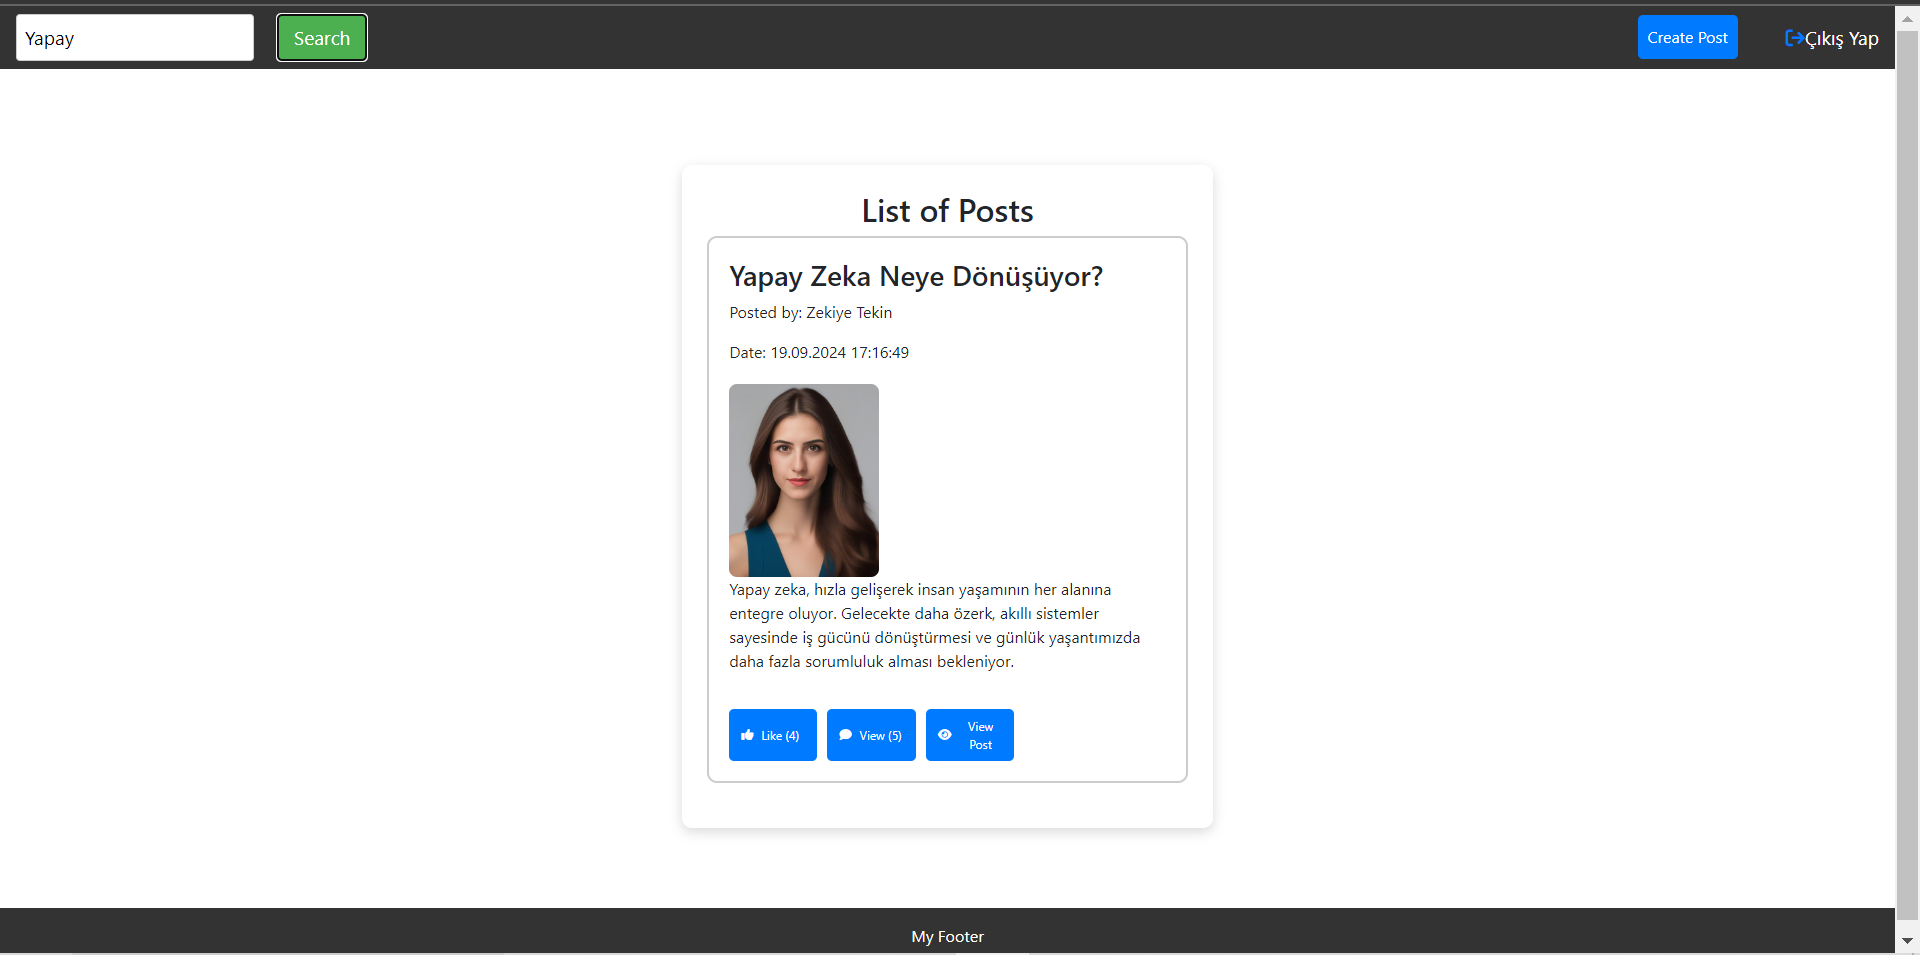 Yapay
Search
Create Post
Çıkış Yap
List of Posts
Yapay Zeka Neye Dönüşüyor?
Posted by: Zekiye Tekin
Date: 19.09.2024 17:16:49
Yapay zeka, hızla gelişerek insan yaşamının her alanına
entegre oluyor. Gelecekte daha özerk, akıllı sistemler
sayesinde iş gücünü dönüştürmesi ve günlük yaşantımızda
daha fazla sorumluluk alması bekleniyor.
Like (4)
View (5)
View
Post
My Footer